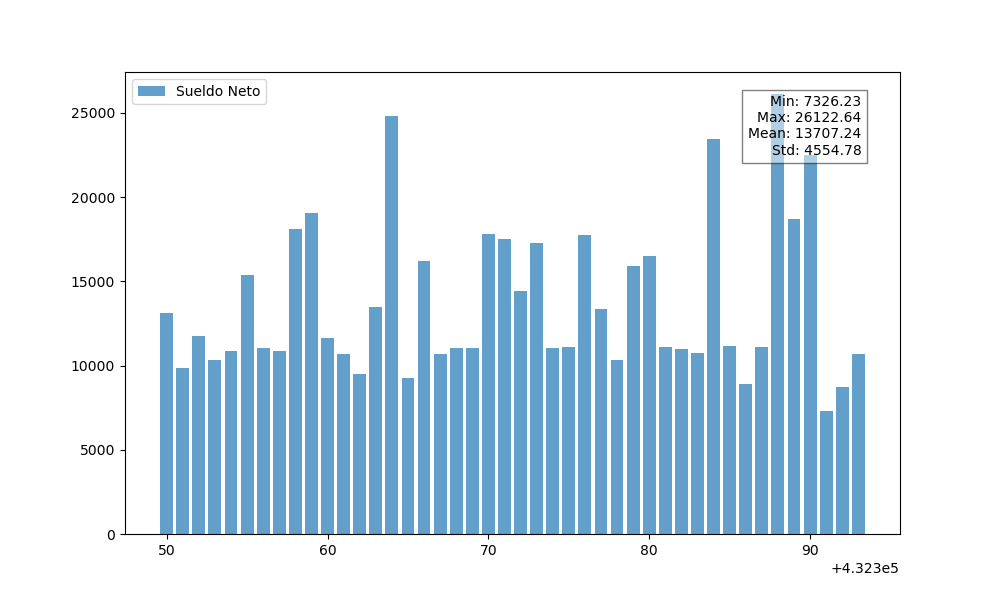 Sueldo Neto
Min: 7326.23
Max: 26122.64
Mean: 13707.24
Std: 4554.78
25000
20000
15000
10000
5000
0
50 60 70 80 90
+4.323e5